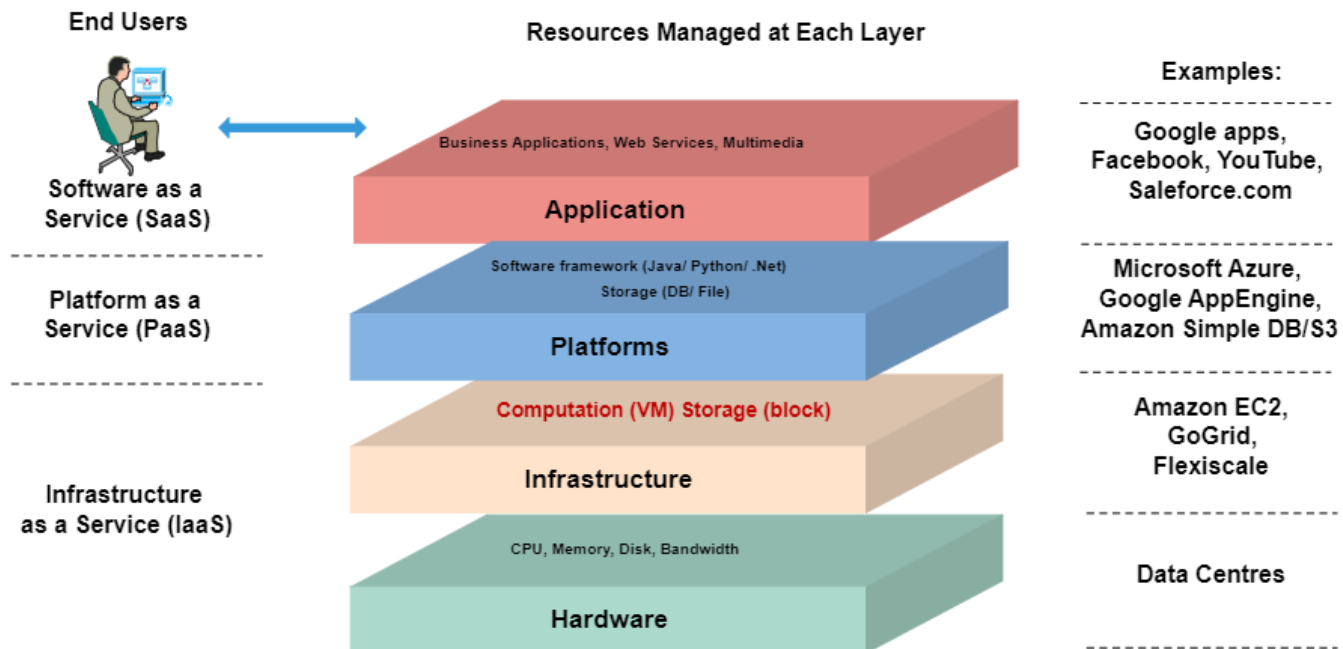 End Users
Resources Managed at Each Layer
Examples:
Business Applications, Web Services, Multimedia
Application
Software as a
Service (SaaS)
Google apps,
Facebook, YouTube,
Saleforce.com
Software framework (Java/ Python/ .Net)
Storage (DB/ File)
Platforms
Platform as a
Service (PaaS)
Microsoft Azure,
Google AppEngine,
Amazon Simple DB/S3
Computation (VM) Storage (block)
Infrastructure
Amazon EC2,
GoGrid,
Flexiscale
Infrastructure
as a Service (IaaS)
CPU, Memory, Disk, Bandwidth
Hardware
Data Centres